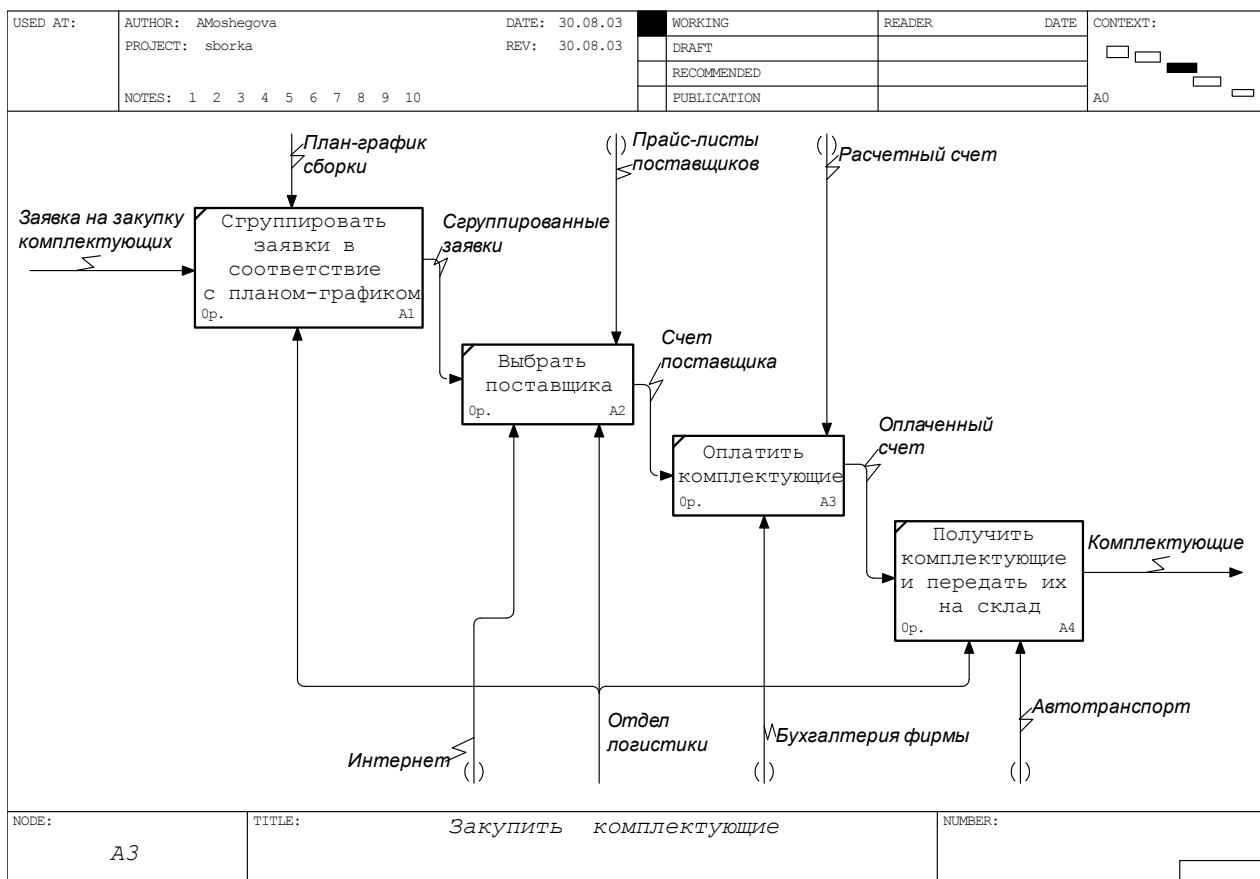 USED AT:
AUTHOR: AMoshegova
DATE: 30.08.03
WORKING
READER
DATE
CONTEXT:
PROJECT: sborka
REV: 30.08.03
DRAFT
RECOMMENDED
NOTES: 1 2 3 4 5 6 7 8 9 10
PUBLICATION
A0
План-график
сборки
Прайс-листы
поставщиков
Расчетный счет
Заявка на закупку
комплектующих
Сгруппировать
заявки в
соответствие
с планом-графиком
0р.
A1
Сгруппированные
заявки
Выбрать
поставщика
0р.
A2
Счет
поставщика
Оплатить
комплектующие
0р.
A3
Оплаченный
счет
Получить
комплектующие
и передать их
на склад
0р.
A4
Комплектующие
Интернет
Отдел
логистики
Бухгалтерия фирмы
Автотранспорт
NODE:
A3
TITLE:
Закупить комплектующие
NUMBER: